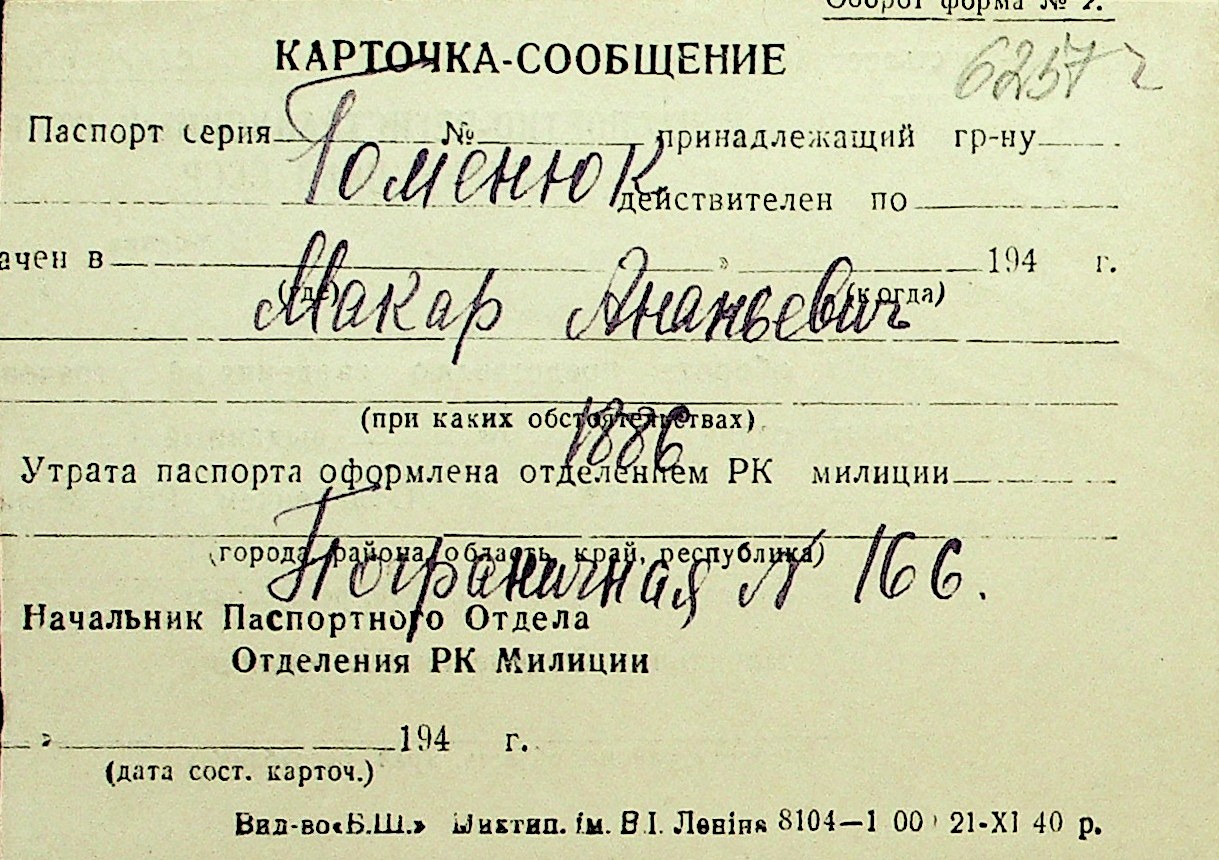 Оборот форма № 2.
КАРТОЧКА-СООБЩЕНИЕ
6257
Паспорт серия № принадлежащий гр-ну
Гоменюк
действителен по
ачен в » 194 г.
(где) (когда)
Макар Ананьевич
(при каких обстоятельствах)
1886
Утрата паспорта оформлена отделением РК милиции
(города, района, область, край, республика)
Пограничная № 166.
Начальник Паспортного Отдела
Отделения РК Милиции
» 194 г.
(дата сост. карточ.)
Вид-во «Б.Ш.» ім. В.І. Леніна 8104—1 00 21-XI 40 р.